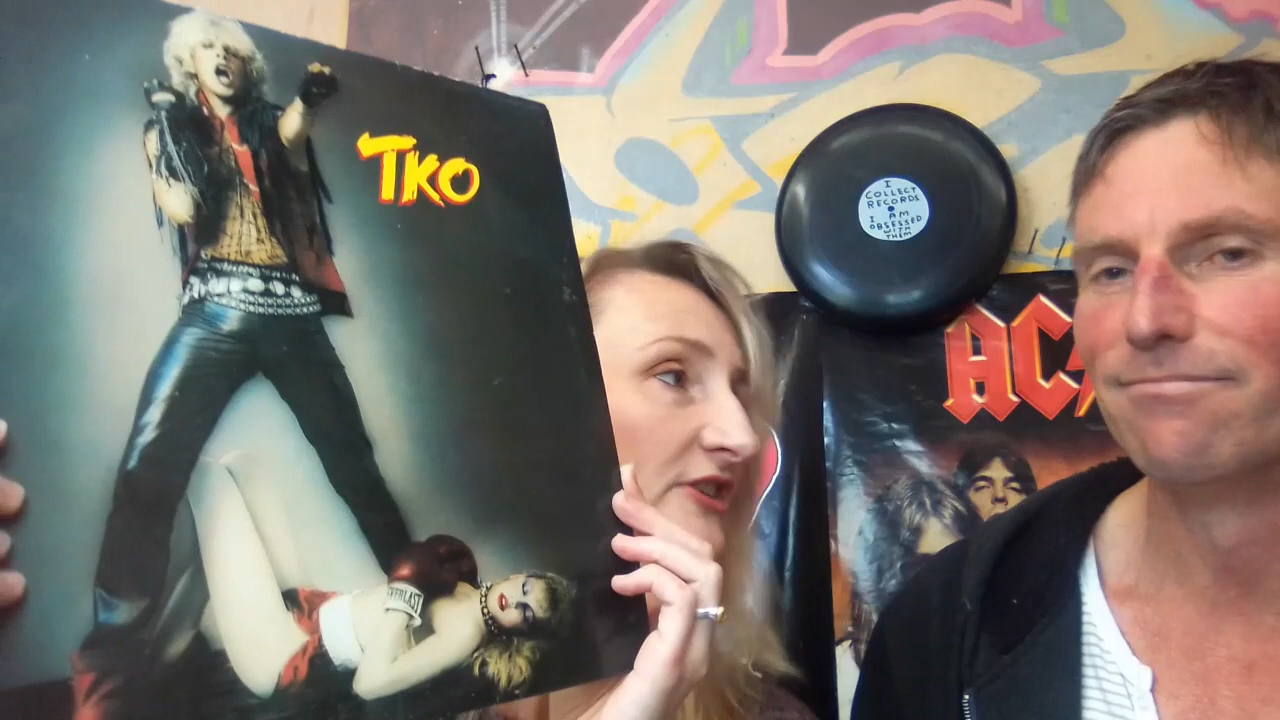 TKO
I
COLLECT
RECORDS
I AM
OBSESSED
WITH
THEM
AC
EVERLAST